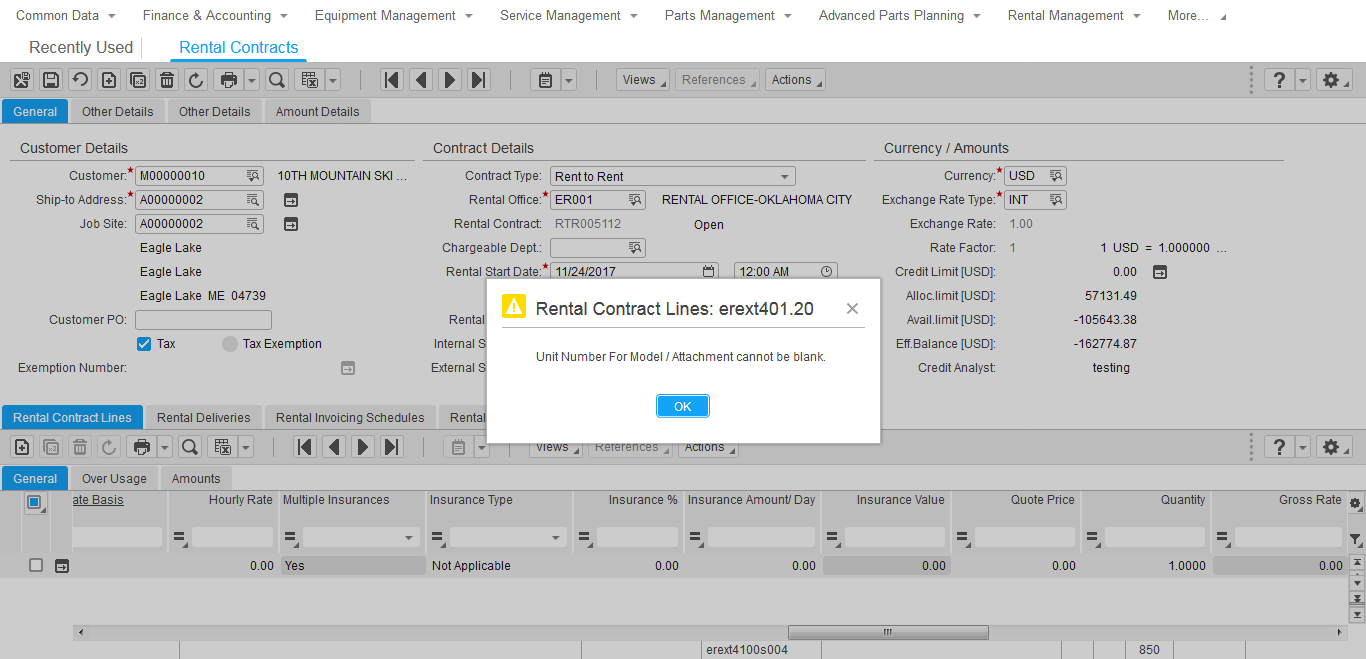 Common Data Finance & Accounting Equipment Management Service Management Parts Management Advanced Parts Planning Rental Management More...
Recently Used Rental Contracts
Views References Actions ?
General Other Details Other Details Amount Details
Customer Details Contract Details Currency / Amounts
Customer:* M00000010 10TH MOUNTAIN SKI ... Contract Type: Rent to Rent Currency:* USD
Ship-to Address:* A00000002 Rental Office:* ER001 RENTAL OFFICE-OKLAHOMA CITY Exchange Rate Type:* INT
Job Site: A00000002 Rental Contract: RTR005112 Open Exchange Rate: 1.00
Eagle Lake Chargeable Dept.: Rate Factor: 1 1 USD = 1.000000 ...
Eagle Lake Rental Start Date:* 11/24/2017 12:00 AM Credit Limit [USD]: 0.00
Eagle Lake ME 04739 Alloc.limit [USD]: 57131.49
Customer PO: Rental Avail.limit [USD]: -105643.38
Tax Tax Exemption Internal S Eff.Balance [USD]: -162774.87
Exemption Number: External S Credit Analyst: testing
Rental Contract Lines: erext401.20
Unit Number For Model / Attachment cannot be blank.
OK
Rental Contract Lines Rental Deliveries Rental Invoicing Schedules Rental
Views References Actions ?
General Over Usage Amounts
ate Basis Hourly Rate Multiple Insurances Insurance Type Insurance % Insurance Amount/ Day Insurance Value Quote Price Quantity Gross Rate
0.00 Yes Not Applicable 0.00 0.00 0.00 0.00 1.0000 0.00
erext4100s004 850